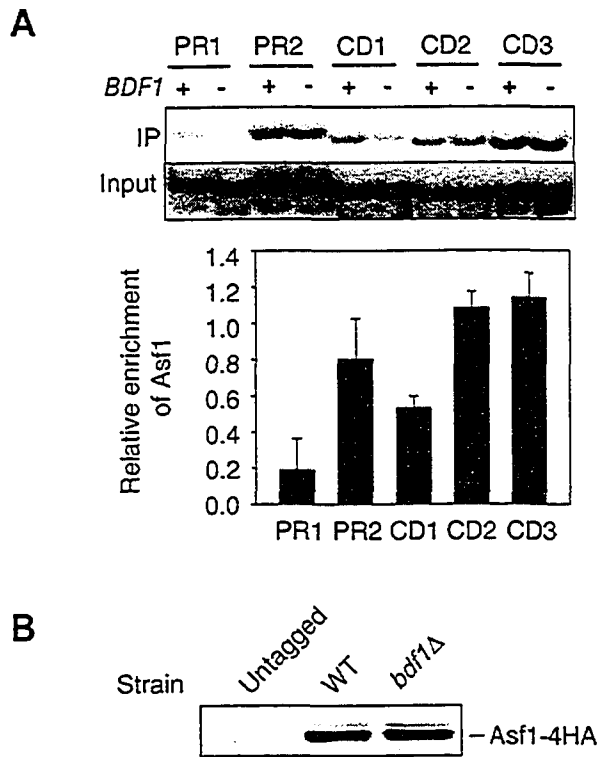 A
PR1 PR2 CD1 CD2 CD3
BDF1 + - + - + - + - + -
IP
Input
Relative enrichment
of Asf1
1.4
1.2
1.0
0.8
0.6
0.4
0.2
0.0
PR1 PR2 CD1 CD2 CD3
B
Strain Untagged WT bdf1Δ
–Asf1-4HA